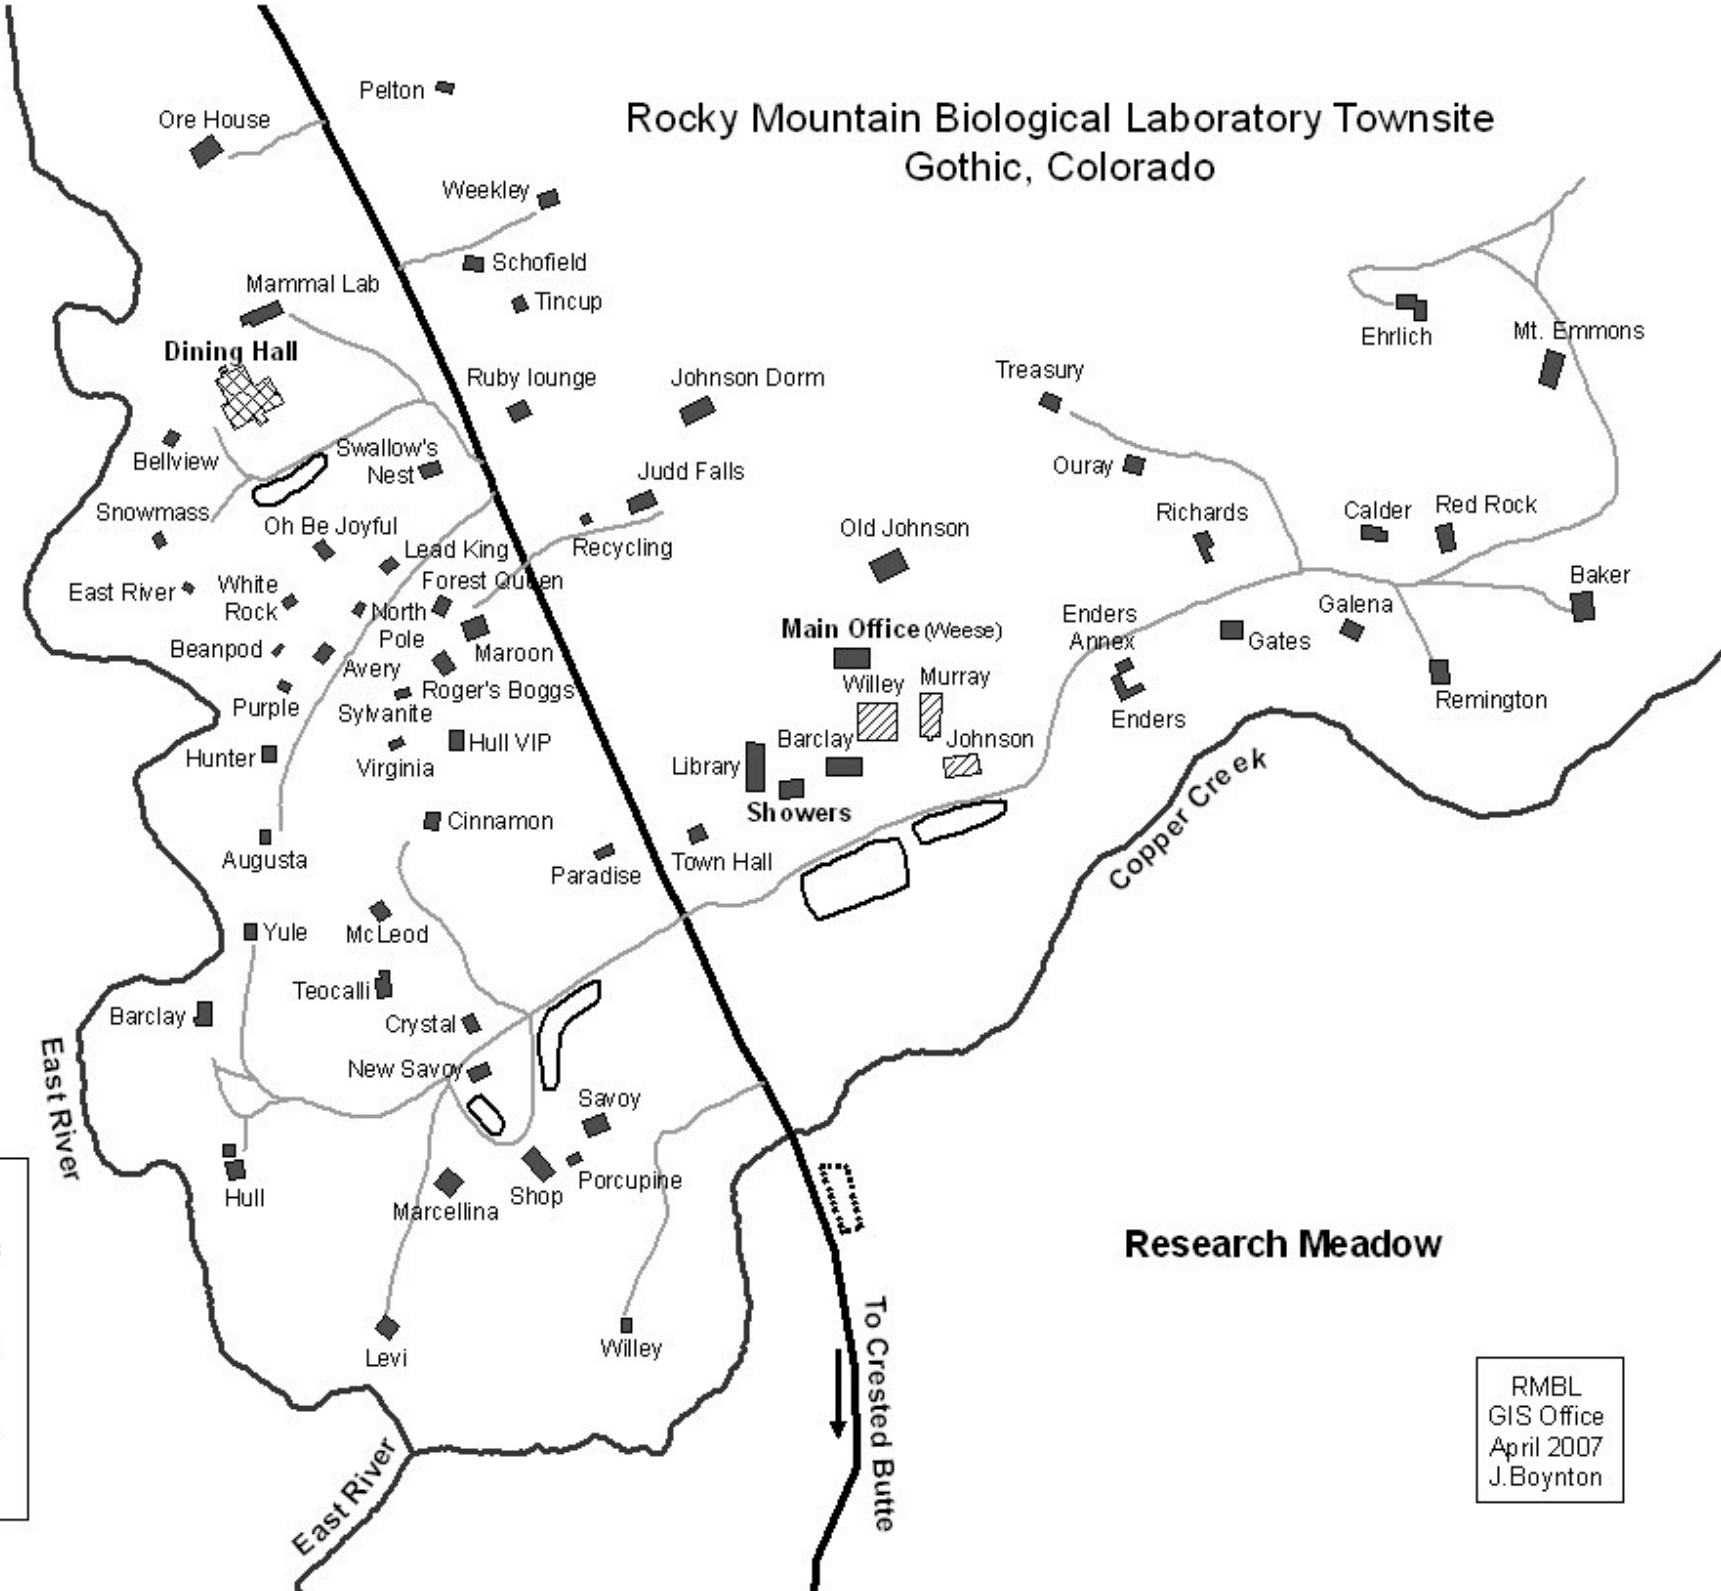 Rocky Mountain Biological Laboratory Townsite
Gothic, Colorado
Pelton
Ore House
Weekley
Schofield
Tincup
Mammal Lab
Dining Hall
Ruby lounge
Johnson Dorm
Treasury
Ehrlich
Mt. Emmons
Bellview
Swallow's
Nest
Judd Falls
Ouray
Snowmass
Oh Be Joyful
Lead King
Recycling
Old Johnson
Richards
Calder
Red Rock
East River
White
Rock
Forest Queen
North
Pole
Maroon
Main Office (Weese)
Enders
Annex
Gates
Galena
Baker
Beanpod
Avery
Roger's Boggs
Willey
Murray
Enders
Remington
Purple
Sylvanite
Hunter
Virginia
Hull VIP
Library
Barclay
Johnson
Showers
Copper Creek
Cinnamon
Augusta
Paradise
Town Hall
Yule
McLeod
Teocalli
Barclay
Crystal
New Savoy
East River
Savoy
Hull
Marcellina
Shop
Porcupine
Research Meadow
Levi
Willey
To Crested Butte
East River
RMBL
GIS Office
April 2007
J.Boynton